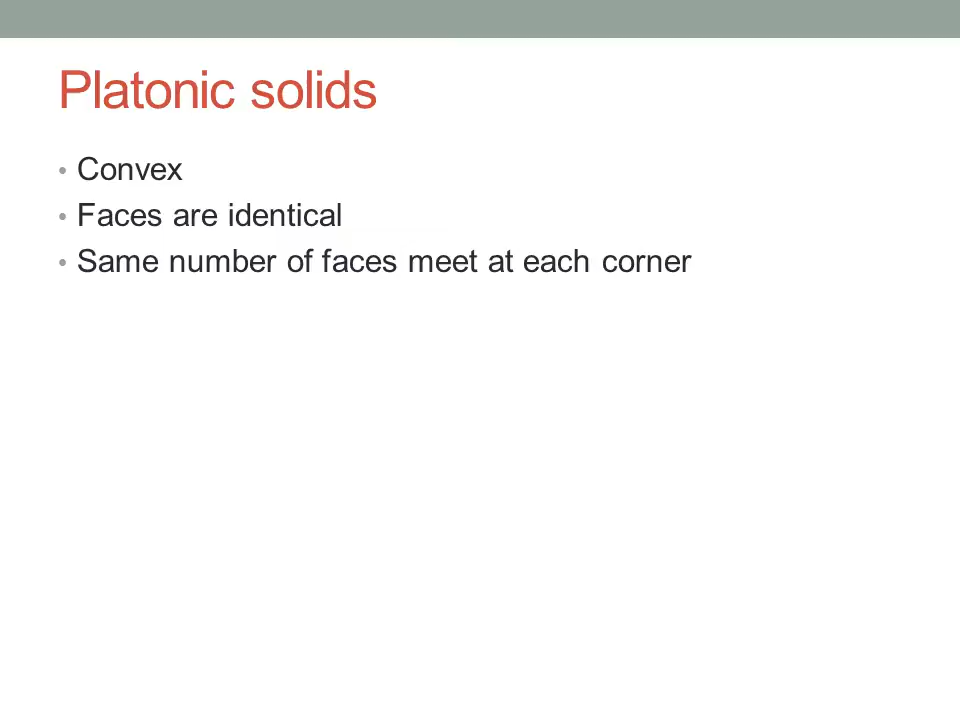 Platonic solids
• Convex
• Faces are identical
• Same number of faces meet at each corner